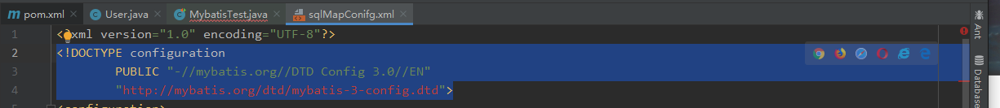 pom.xml User.java MybatisTest.java sqlMapConifg.xml
1 <?xml version="1.0" encoding="UTF-8"?>
2 <!DOCTYPE configuration
3 PUBLIC "-//mybatis.org//DTD Config 3.0//EN"
4 "http://mybatis.org/dtd/mybatis-3-config.dtd">
5 <configuration>
Ant
Database